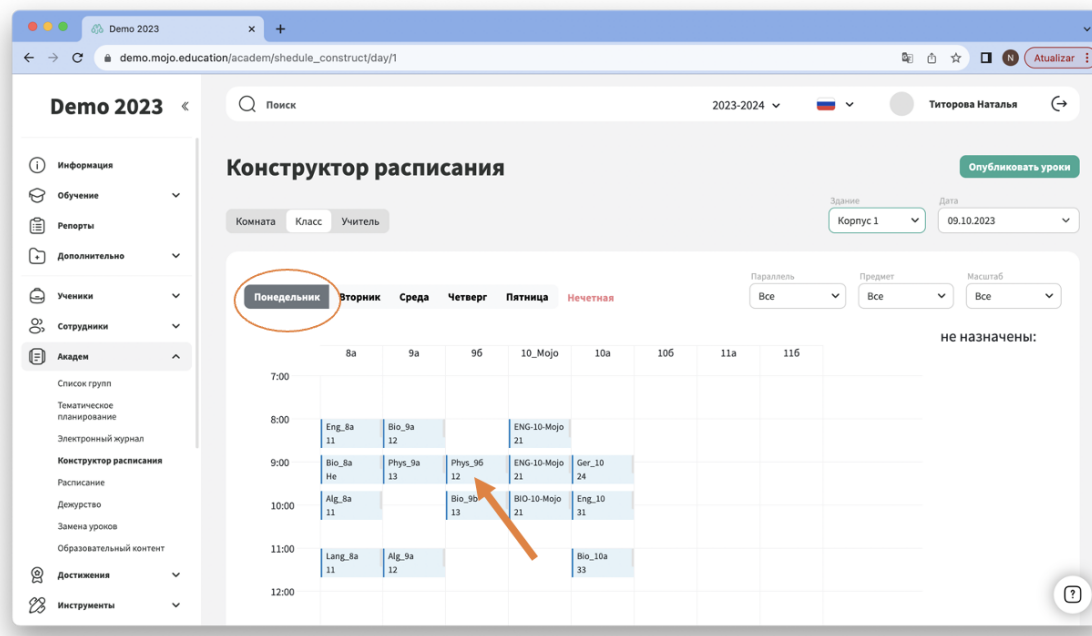 Demo 2023
demo.mojo.education/academ/shedule_construct/day/1
N
Atualizar
Demo 2023
Поиск
2023-2024
Титорова Наталья
Информация
Обучение
Репорты
Дополнительно
Ученики
Сотрудники
Академ
Список групп
Тематическое
планирование
Электронный журнал
Конструктор расписания
Расписание
Дежурство
Замена уроков
Образовательный контент
Достижения
Инструменты
Конструктор расписания
Опубликовать уроки
Комната Класс Учитель
Здание
Корпус 1
Дата
09.10.2023
Понедельник Вторник Среда Четверг Пятница Нечетная
Параллель
Все
Предмет
Все
Масштаб
Все
не назначены:
8а 9а 9б 10_Mojo 10а 10б 11а 11б
7:00
8:00
Eng_8a
11
Bio_9a
12
ENG-10-Mojo
21
9:00
Bio_8a
Не
Phys_9a
13
Phys_9б
12
ENG-10-Mojo
21
Ger_10
24
10:00
Alg_8a
11
Bio_9b
13
BIO-10-Mojo
21
Eng_10
31
11:00
Lang_8a
11
Alg_9a
12
Bio_10a
33
12:00